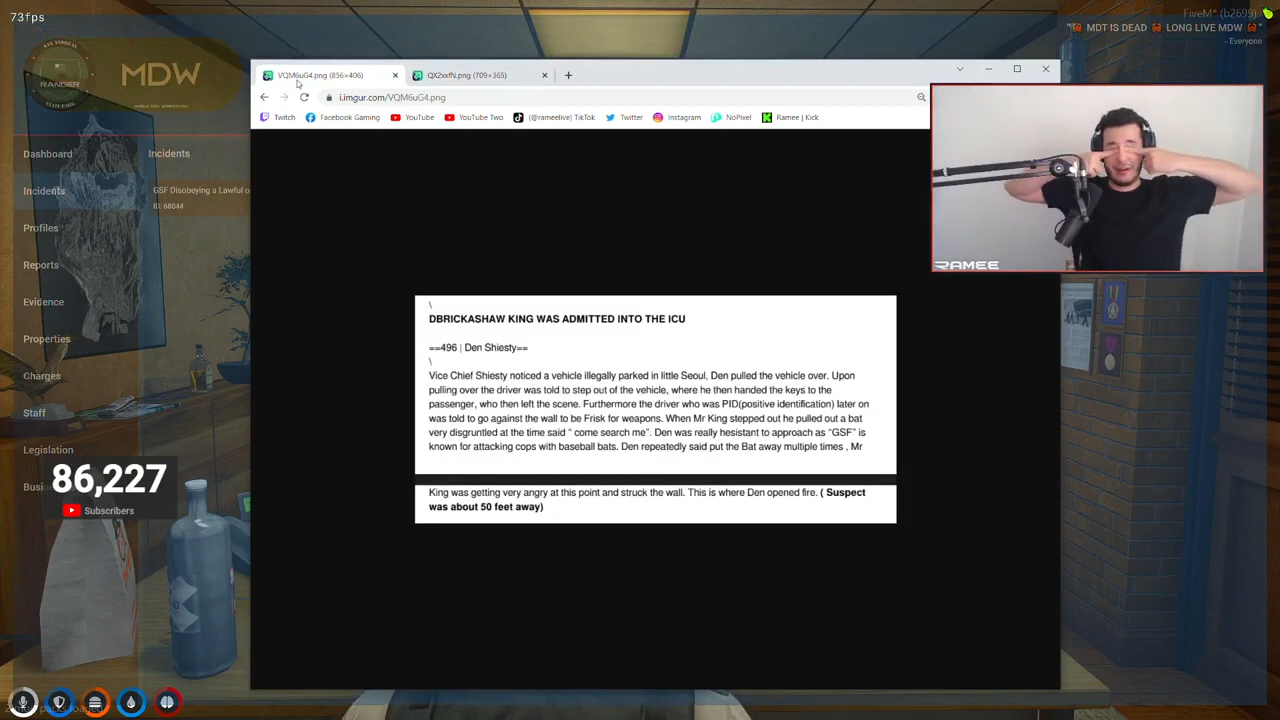 73fps
FiveM* (b2699)
" MDT IS DEAD LONG LIVE MDW "
- Everyone
SAN ANDREAS
RANGER
STATE PARK
MDW
Dashboard
Incidents
Profiles
Reports
Evidence
Properties
Charges
Staff
Legislation
Busi
Incidents
GSF Disobeying a Lawful o
ID: 68044
86,227
Subscribers
VQM6uG4.png (856×406)
QX2xxfN.png (709×365)
i.imgur.com/VQM6uG4.png
Twitch
Facebook Gaming
YouTube
YouTube Two
(@rameelive) TikTok
Twitter
Instagram
NoPixel
Ramee | Kick
RAMEE
\
DBRICKASHAW KING WAS ADMITTED INTO THE ICU
==496 | Den Shiesty==
\
Vice Chief Shiesty noticed a vehicle illegally parked in little Seoul, Den pulled the vehicle over. Upon
pulling over the driver was told to step out of the vehicle, where he then handed the keys to the
passenger, who then left the scene. Furthermore the driver who was PID(positive identification) later on
was told to go against the wall to be Frisk for weapons. When Mr King stepped out he pulled out a bat
very disgruntled at the time said “ come search me”. Den was really hesistant to approach as “GSF” is
known for attacking cops with baseball bats. Den repeatedly said put the Bat away multiple times , Mr
King was getting very angry at this point and struck the wall. This is where Den opened fire. ( Suspect
was about 50 feet away)